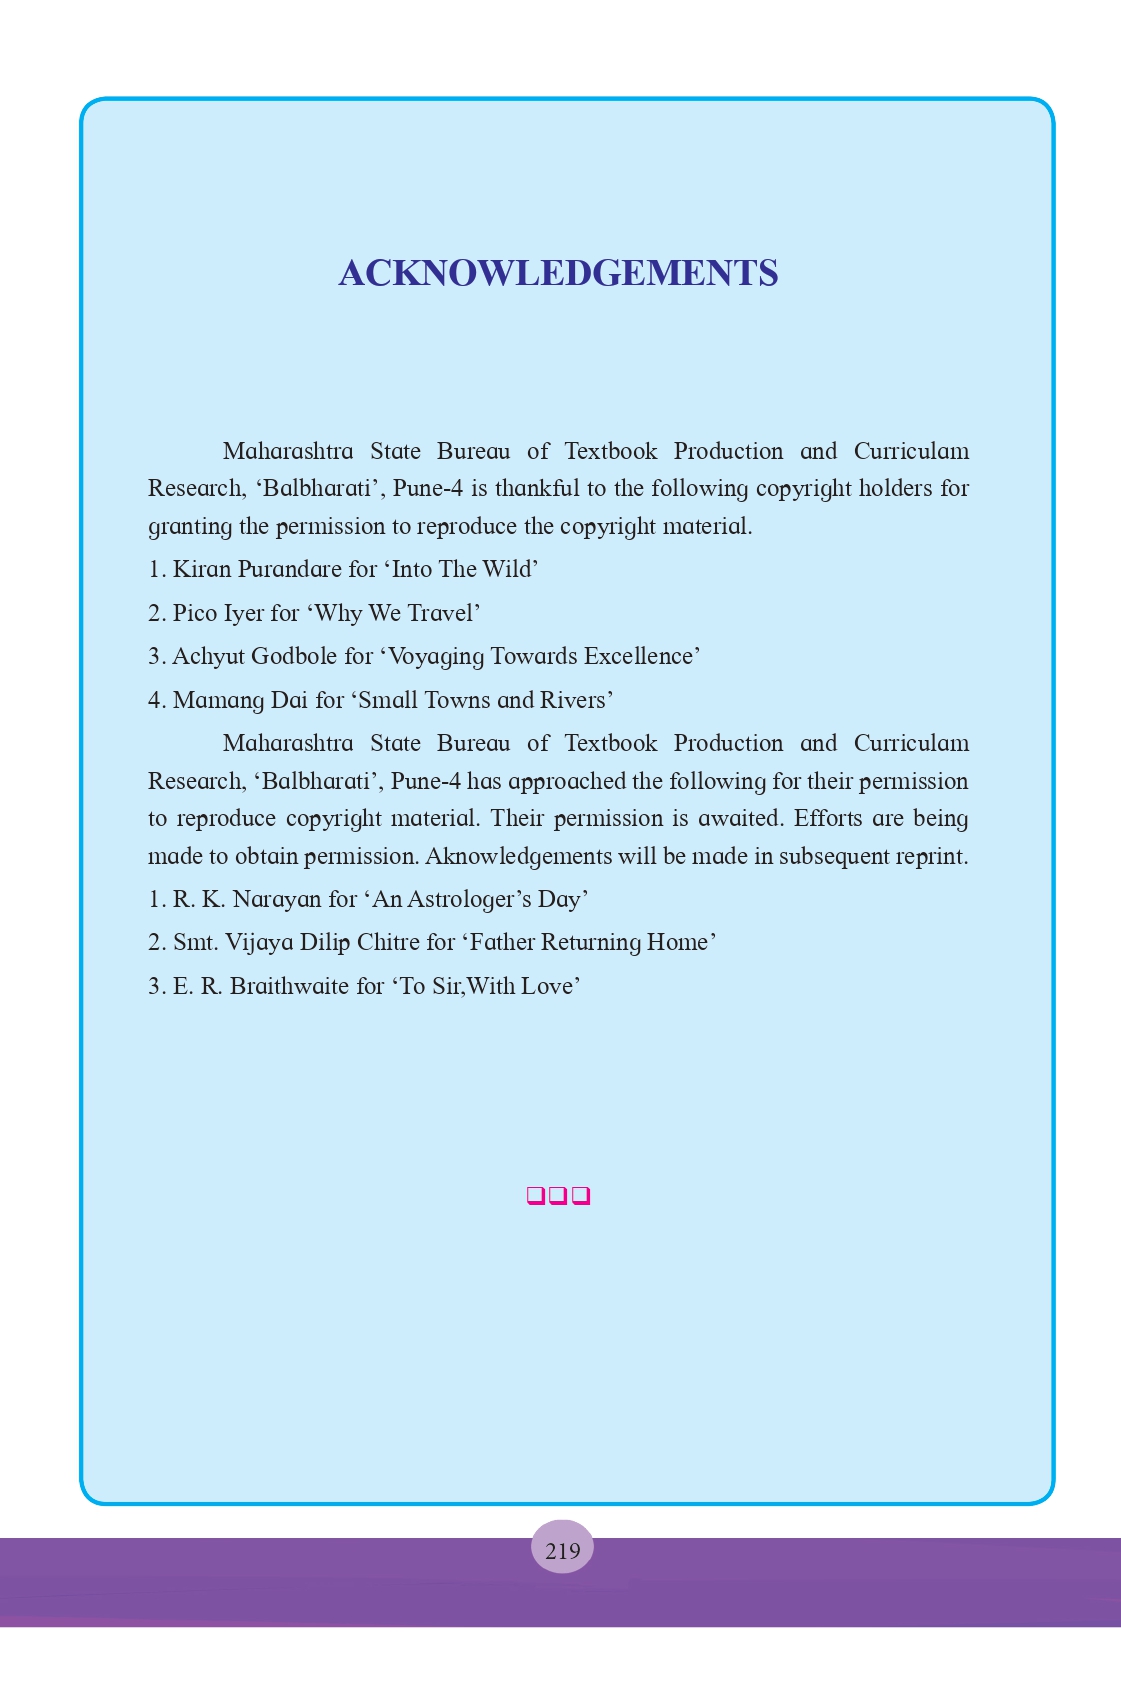 ACKNOWLEDGEMENTS
Maharashtra State Bureau of Textbook Production and Curriculam
Research, ‘Balbharati’, Pune-4 is thankful to the following copyright holders for
granting the permission to reproduce the copyright material.
1. Kiran Purandare for ‘Into The Wild’
2. Pico Iyer for ‘Why We Travel’
3. Achyut Godbole for ‘Voyaging Towards Excellence’
4. Mamang Dai for ‘Small Towns and Rivers’
Maharashtra State Bureau of Textbook Production and Curriculam
Research, ‘Balbharati’, Pune-4 has approached the following for their permission
to reproduce copyright material. Their permission is awaited. Efforts are being
made to obtain permission. Aknowledgements will be made in subsequent reprint.
1. R. K. Narayan for ‘An Astrologer’s Day’
2. Smt. Vijaya Dilip Chitre for ‘Father Returning Home’
3. E. R. Braithwaite for ‘To Sir,With Love’
❑❑❑
219